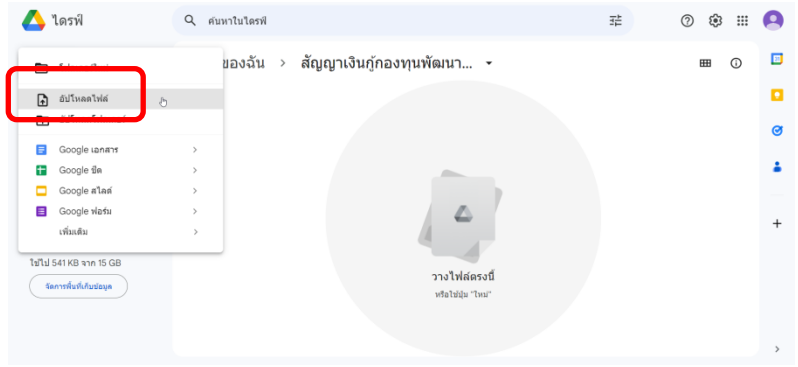 ไดรฟ์
ค้นหาในไดรฟ์
ของฉัน > สัญญาเงินกู้กองทุนพัฒนา...
อัปโหลดไฟล์
Google เอกสาร
Google ชีต
Google สไลด์
Google ฟอร์ม
เพิ่มเติม
ใช้ไป 541 KB จาก 15 GB
จัดการพื้นที่เก็บข้อมูล
วางไฟล์ตรงนี้
หรือใช้ปุ่ม "ใหม่"